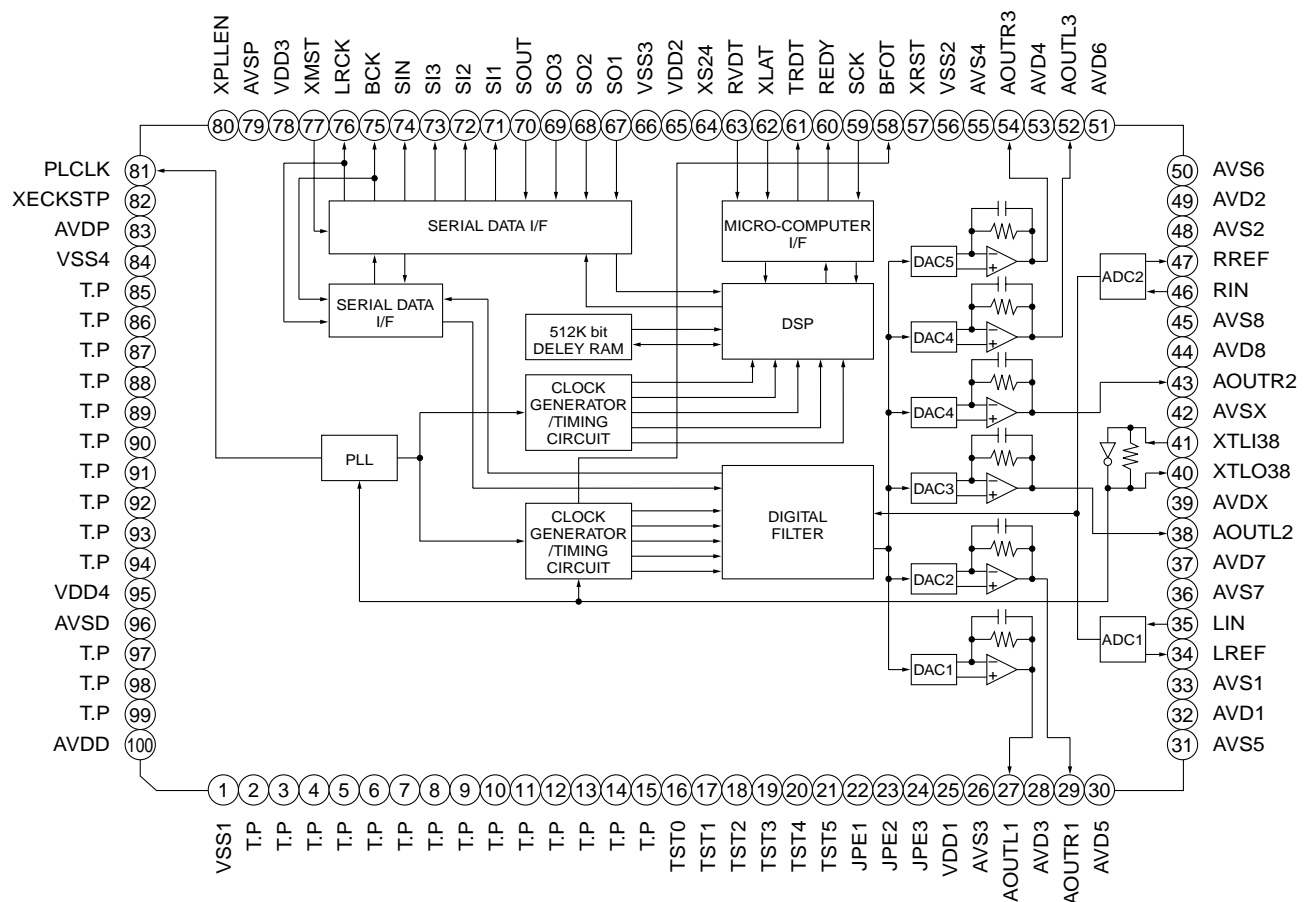 XPLLEN
AVSP
VDD3
XMST
LRCK
BCK
SIN
SI3
SI2
SI1
SOUT
SO3
SO2
SO1
VSS3
VDD2
XS24
RVDT
XLAT
TRDT
REDY
SCK
BFOT
XRST
VSS2
AVS4
AOUTR3
AVD4
AOUTL3
AVD6
80 79 78 77 76 75 74 73 72 71 70 69 68 67 66 65 64 63 62 61 60 59 58 57 56 55 54 53 52 51
PLCLK 81
XECKSTP 82
AVDP 83
VSS4 84
T.P 85
T.P 86
T.P 87
T.P 88
T.P 89
T.P 90
T.P 91
T.P 92
T.P 93
T.P 94
VDD4 95
AVSD 96
T.P 97
T.P 98
T.P 99
AVDD 100
SERIAL DATA I/F
MICRO-COMPUTER
I/F
SERIAL DATA
I/F
512K bit
DELEY RAM
DSP
CLOCK
GENERATOR
/TIMING
CIRCUIT
PLL
CLOCK
GENERATOR
/TIMING
CIRCUIT
DIGITAL
FILTER
DAC5
DAC4
DAC4
DAC3
DAC2
DAC1
− +
− +
− +
− +
− +
− +
ADC2
ADC1
50 AVS6
49 AVD2
48 AVS2
47 RREF
46 RIN
45 AVS8
44 AVD8
43 AOUTR2
42 AVSX
41 XTLI38
40 XTLO38
39 AVDX
38 AOUTL2
37 AVD7
36 AVS7
35 LIN
34 LREF
33 AVS1
32 AVD1
31 AVS5
1 2 3 4 5 6 7 8 9 10 11 12 13 14 15 16 17 18 19 20 21 22 23 24 25 26 27 28 29 30
VSS1
T.P
T.P
T.P
T.P
T.P
T.P
T.P
T.P
T.P
T.P
T.P
T.P
T.P
T.P
TST0
TST1
TST2
TST3
TST4
TST5
JPE1
JPE2
JPE3
VDD1
AVS3
AOUTL1
AVD3
AOUTR1
AVD5